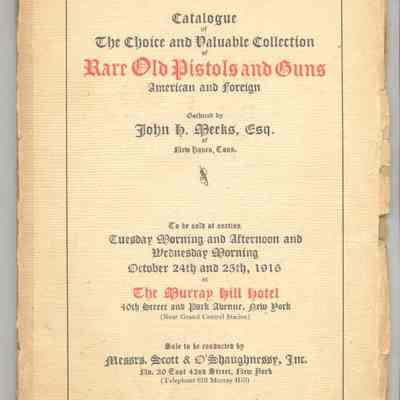 Catalogue
of
The Choice and Valuable Collection
of
Rare Old Pistols and Guns
American and Foreign
Gathered by
John H. Meeks, Esq.
of
New Haven, Conn.
To be sold at auction
Tuesday Morning and Afternoon and
Wednesday Morning
October 24th and 25th, 1916
at
The Murray Hill Hotel
40th Street and Park Avenue, New York
(Near Grand Central Station)
Sale to be conducted by
Messrs. Scott & O'Shaughnessy, Inc.
No. 20 East 42nd Street, New York
(Telephone 810 Murray Hill)